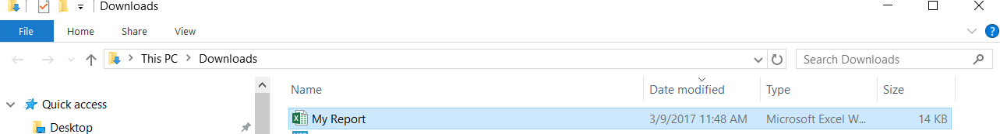 Downloads
File Home Share View
This PC Downloads Search Downloads
Name Date modified Type Size
Quick access
My Report 3/9/2017 11:48 AM Microsoft Excel W... 14 KB
Desktop